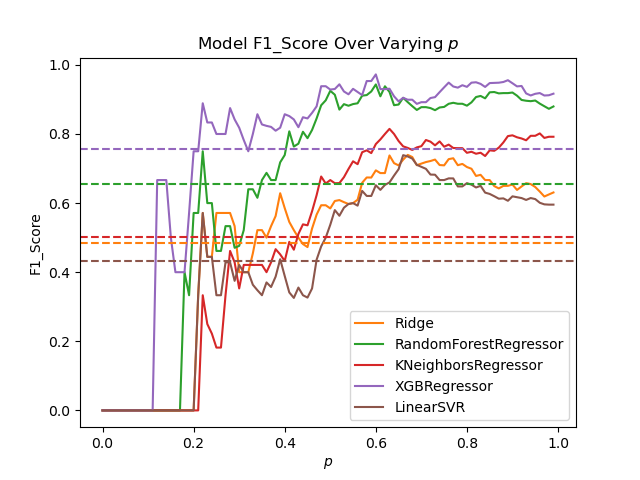 Model F1_Score Over Varying p
F1_Score
1.0
0.8
0.6
0.4
0.2
0.0
0.0 0.2 0.4 0.6 0.8 1.0
p
Ridge
RandomForestRegressor
KNeighborsRegressor
XGBRegressor
LinearSVR